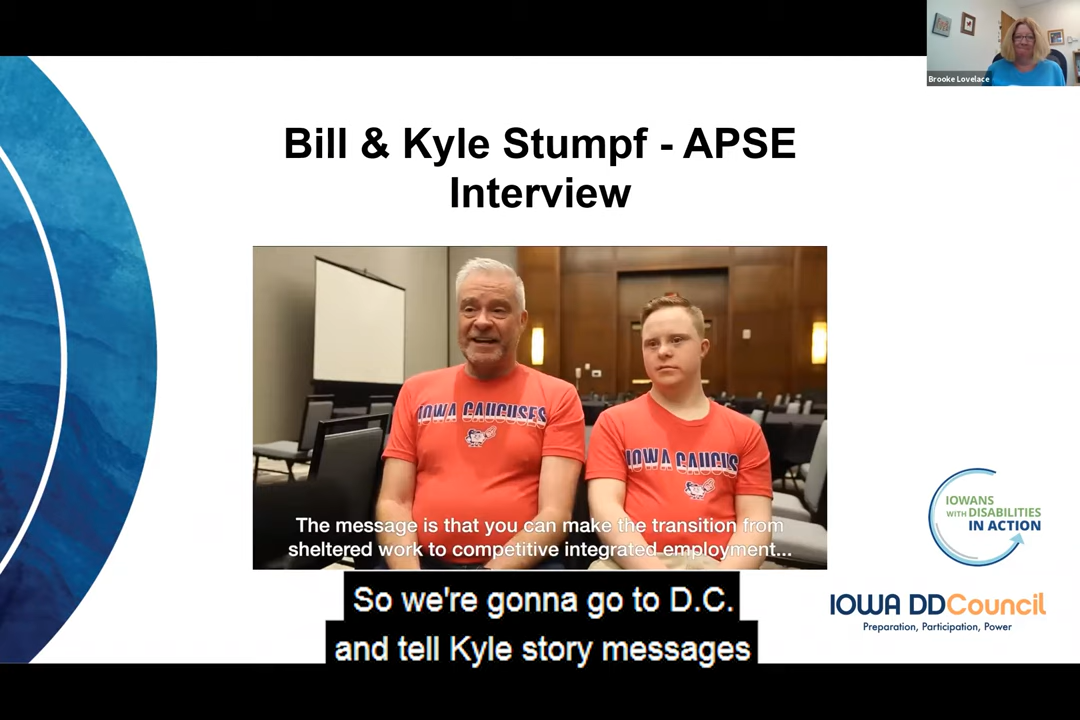 Brooke Lovelace
Bill & Kyle Stumpf - APSE
Interview
IOWA CAUCUSES
IOWA CAUCUS
The message is that you can make the transition from
sheltered work to competitive integrated employment...
IOWANS
WITH DISABILITIES
IN ACTION
IOWA DDCouncil
Preparation, Participation, Power
So we're gonna go to D.C.
and tell Kyle story messages